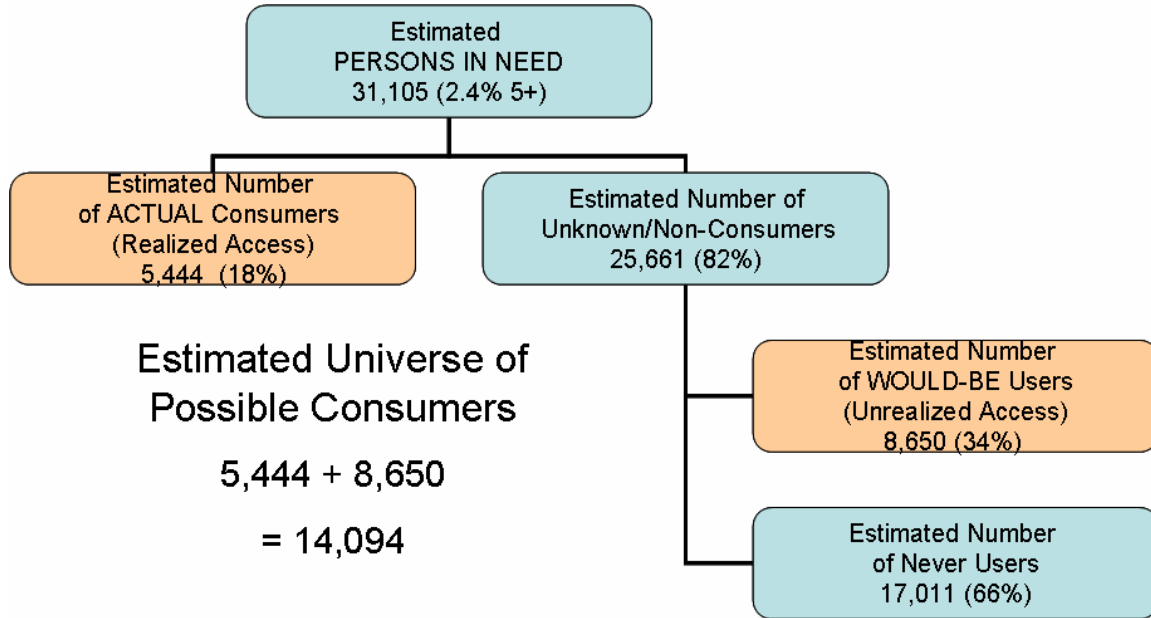 Estimated
PERSONS IN NEED
31,105 (2.4% 5+)
Estimated Number
of ACTUAL Consumers
(Realized Access)
5,444 (18%)
Estimated Number of
Unknown/Non-Consumers
25,661 (82%)
Estimated Universe of
Possible Consumers
5,444 + 8,650
= 14,094
Estimated Number
of WOULD-BE Users
(Unrealized Access)
8,650 (34%)
Estimated Number
of Never Users
17,011 (66%)